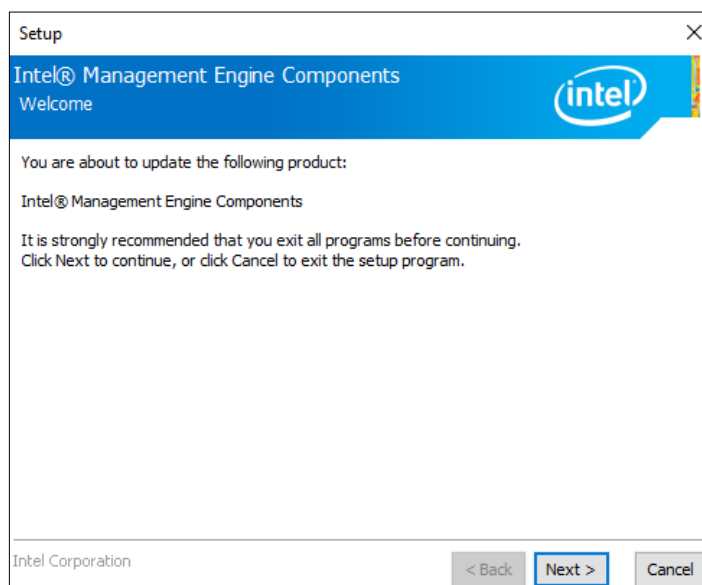 Setup
Intel® Management Engine Components
Welcome
intel
You are about to update the following product:
Intel® Management Engine Components
It is strongly recommended that you exit all programs before continuing.
Click Next to continue, or click Cancel to exit the setup program.
Intel Corporation
< Back Next > Cancel